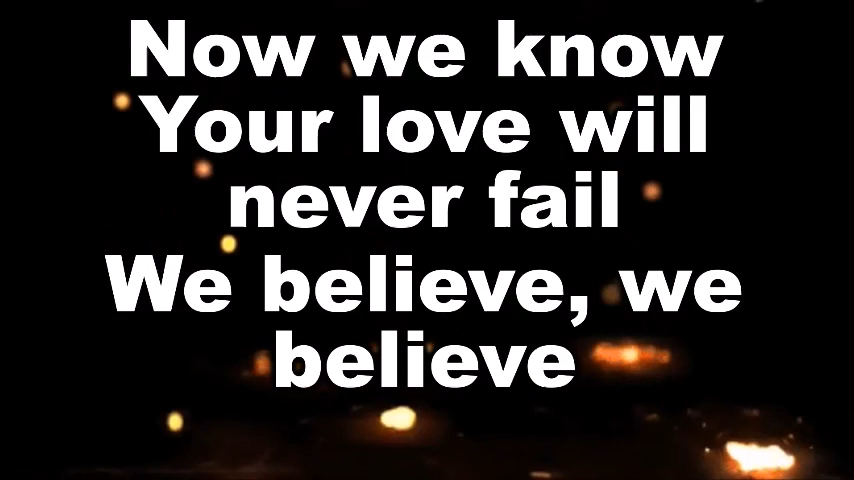 Now we know
Your love will
never fail
We believe, we
believe